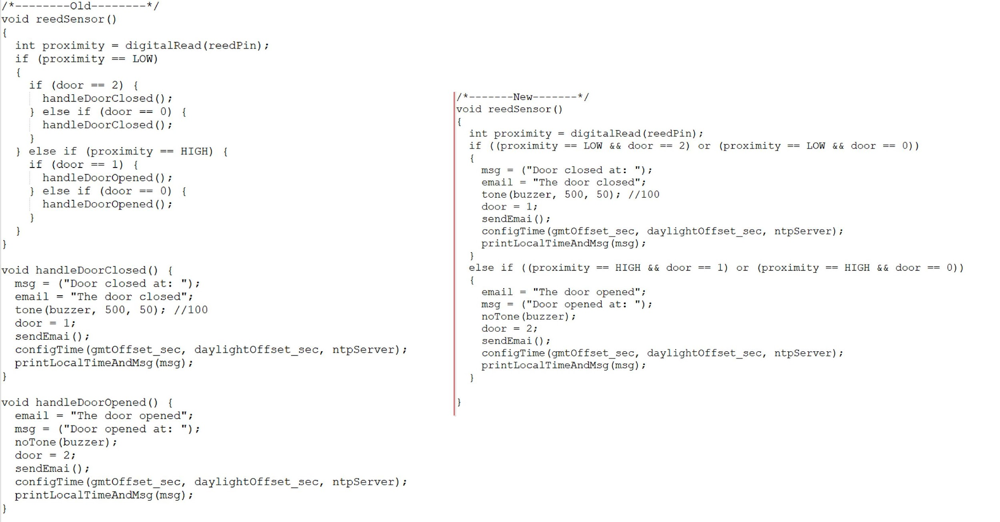 /*--------Old--------*/
void reedSensor()
{
  int proximity = digitalRead(reedPin);
  if (proximity == LOW)
  {
    if (door == 2) {
      handleDoorClosed();
    } else if (door == 0) {
      handleDoorClosed();
    }
  } else if (proximity == HIGH) {
    if (door == 1) {
      handleDoorOpened();
    } else if (door == 0) {
      handleDoorOpened();
    }
  }
}

void handleDoorClosed() {
  msg = ("Door closed at: ");
  email = "The door closed";
  tone(buzzer, 500, 50); //100
  door = 1;
  sendEmai();
  configTime(gmtOffset_sec, daylightOffset_sec, ntpServer);
  printLocalTimeAndMsg(msg);
}

void handleDoorOpened() {
  email = "The door opened";
  msg = ("Door opened at: ");
  noTone(buzzer);
  door = 2;
  sendEmai();
  configTime(gmtOffset_sec, daylightOffset_sec, ntpServer);
  printLocalTimeAndMsg(msg);
}

/*-------New-------*/
void reedSensor()
{
  int proximity = digitalRead(reedPin);
  if ((proximity == LOW && door == 2) or (proximity == LOW && door == 0))
  {
    msg = ("Door closed at: ");
    email = "The door closed";
    tone(buzzer, 500, 50); //100
    door = 1;
    sendEmai();
    configTime(gmtOffset_sec, daylightOffset_sec, ntpServer);
    printLocalTimeAndMsg(msg);
  }
  else if ((proximity == HIGH && door == 1) or (proximity == HIGH && door == 0))
  {
    email = "The door opened";
    msg = ("Door opened at: ");
    noTone(buzzer);
    door = 2;
    sendEmai();
    configTime(gmtOffset_sec, daylightOffset_sec, ntpServer);
    printLocalTimeAndMsg(msg);
  }

}